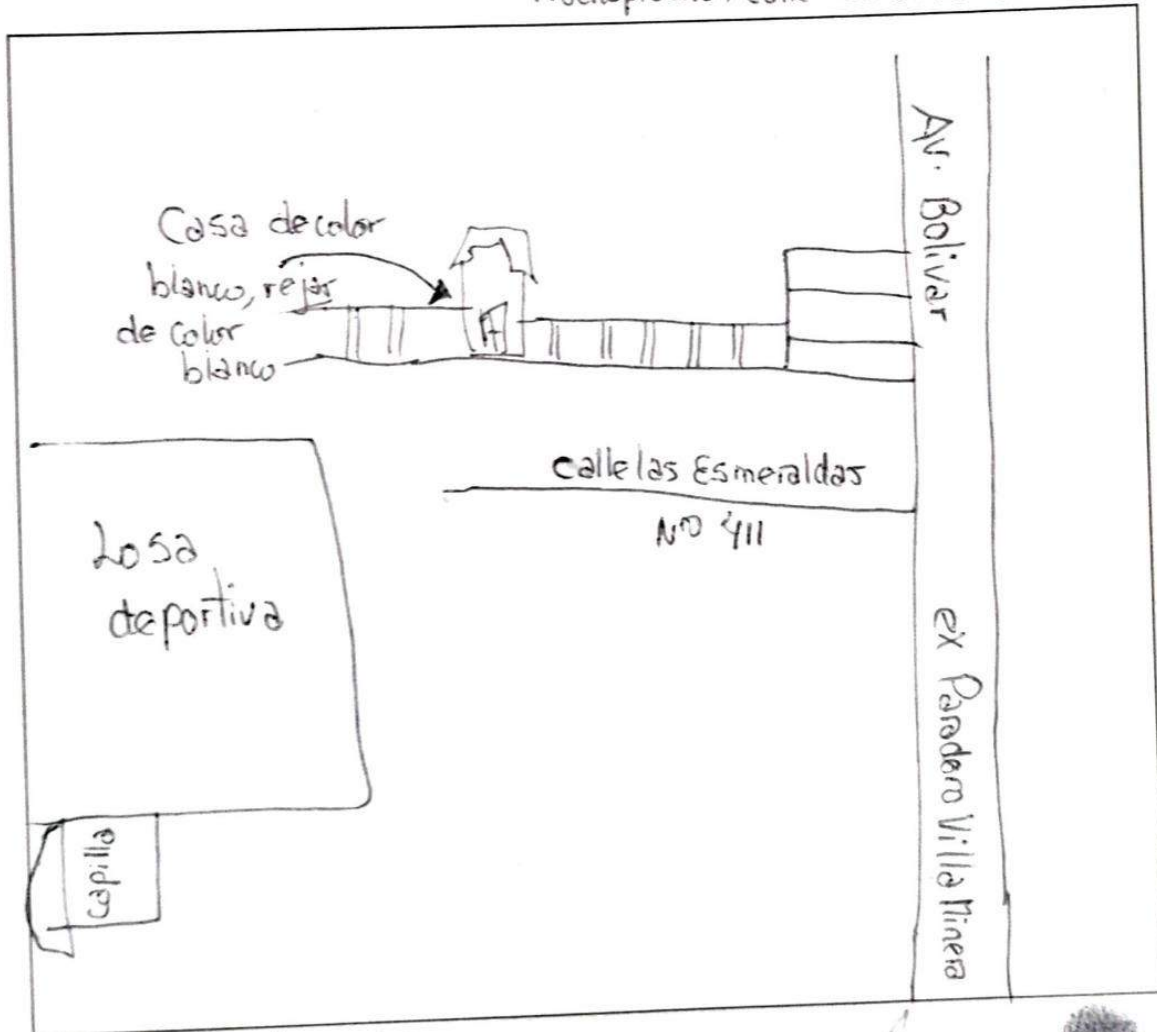 Casa de color
blanco, rejas
de color
blanco
Av. Bolivar
calle las Esmeraldas
Nº 411
Losa
deportiva
ex Paradero Villa Minera
capilla